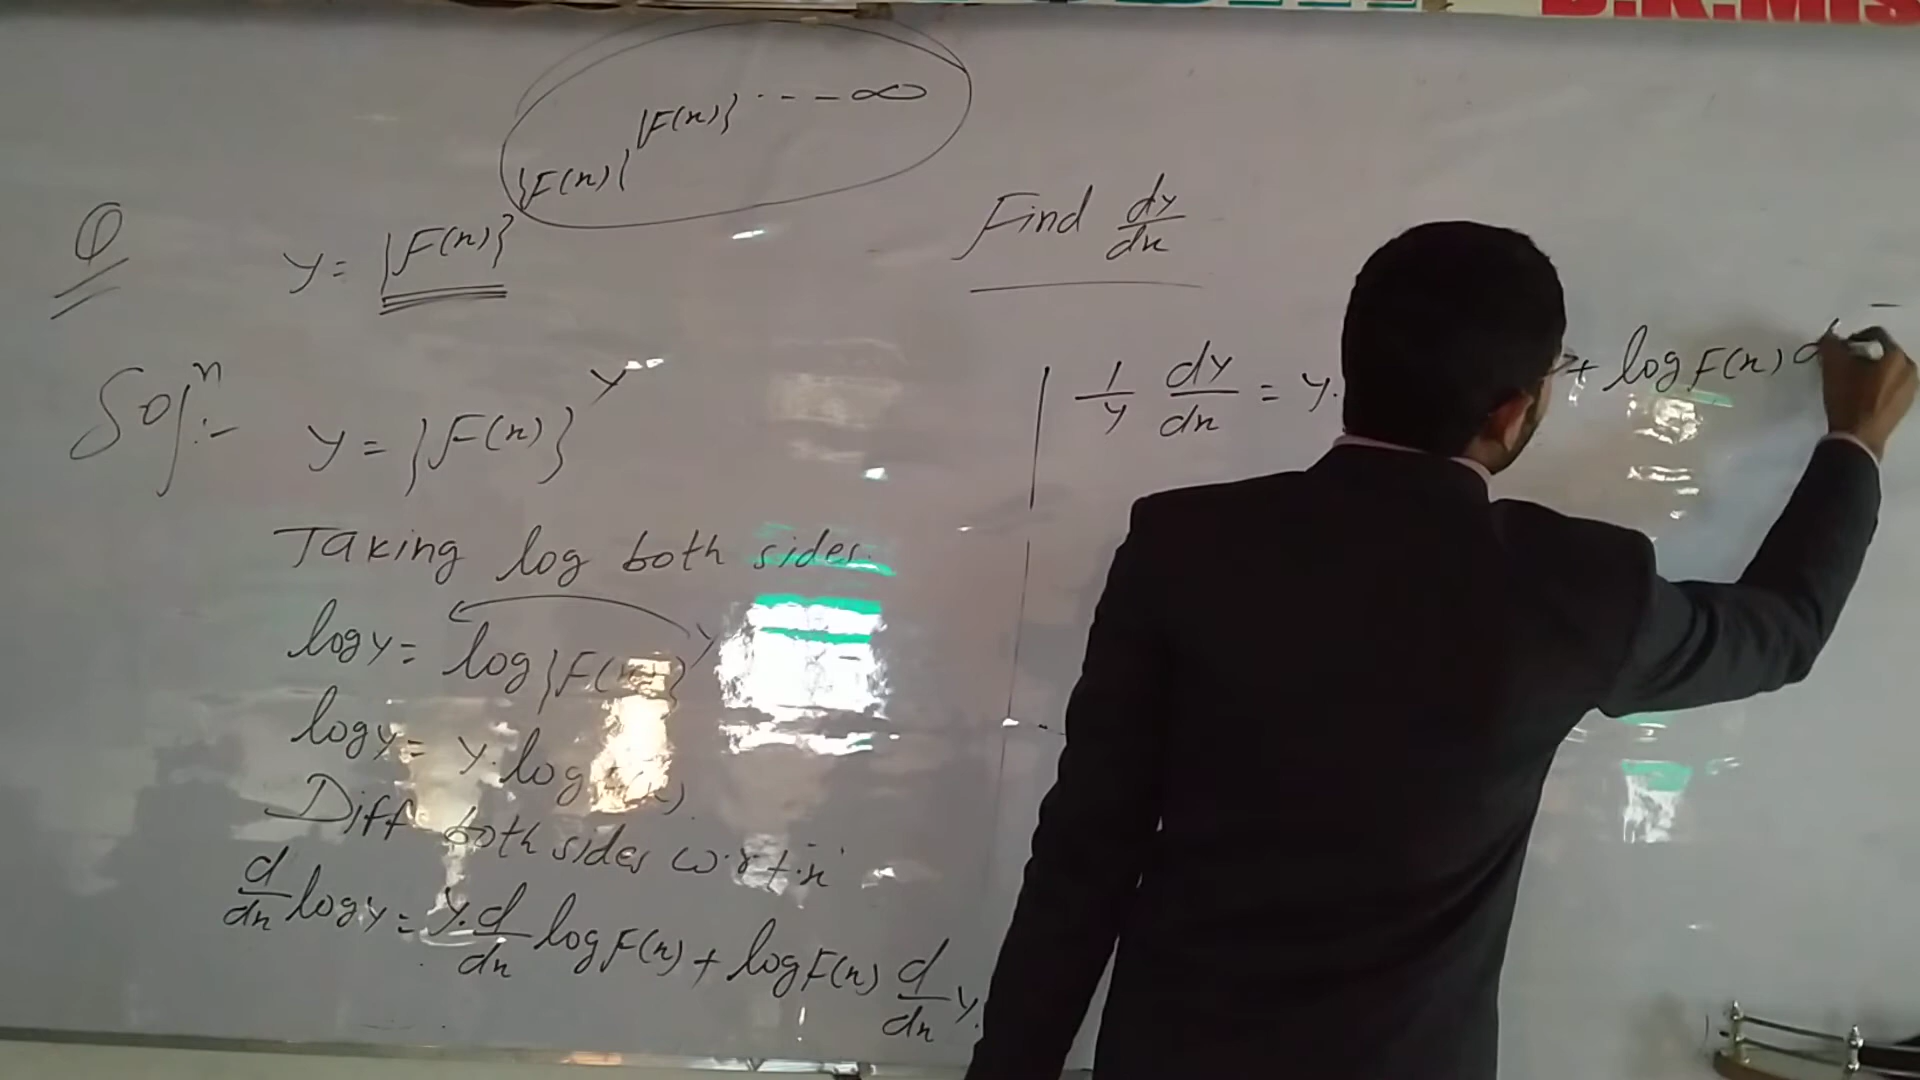 Q y = {F(x)}^{F(x)}^{F(x)}^---∞ Find dy/dx
Solⁿ:- y = {F(x)}^y
Taking log both sides.
log y = log {F(x)}^y
log y = y. log
Diff both sides w.r.t.x
d/dx log y = y. d/dx log F(x) + log F(x) d/dx y.
1/y dy/dx = y. + log F(x)